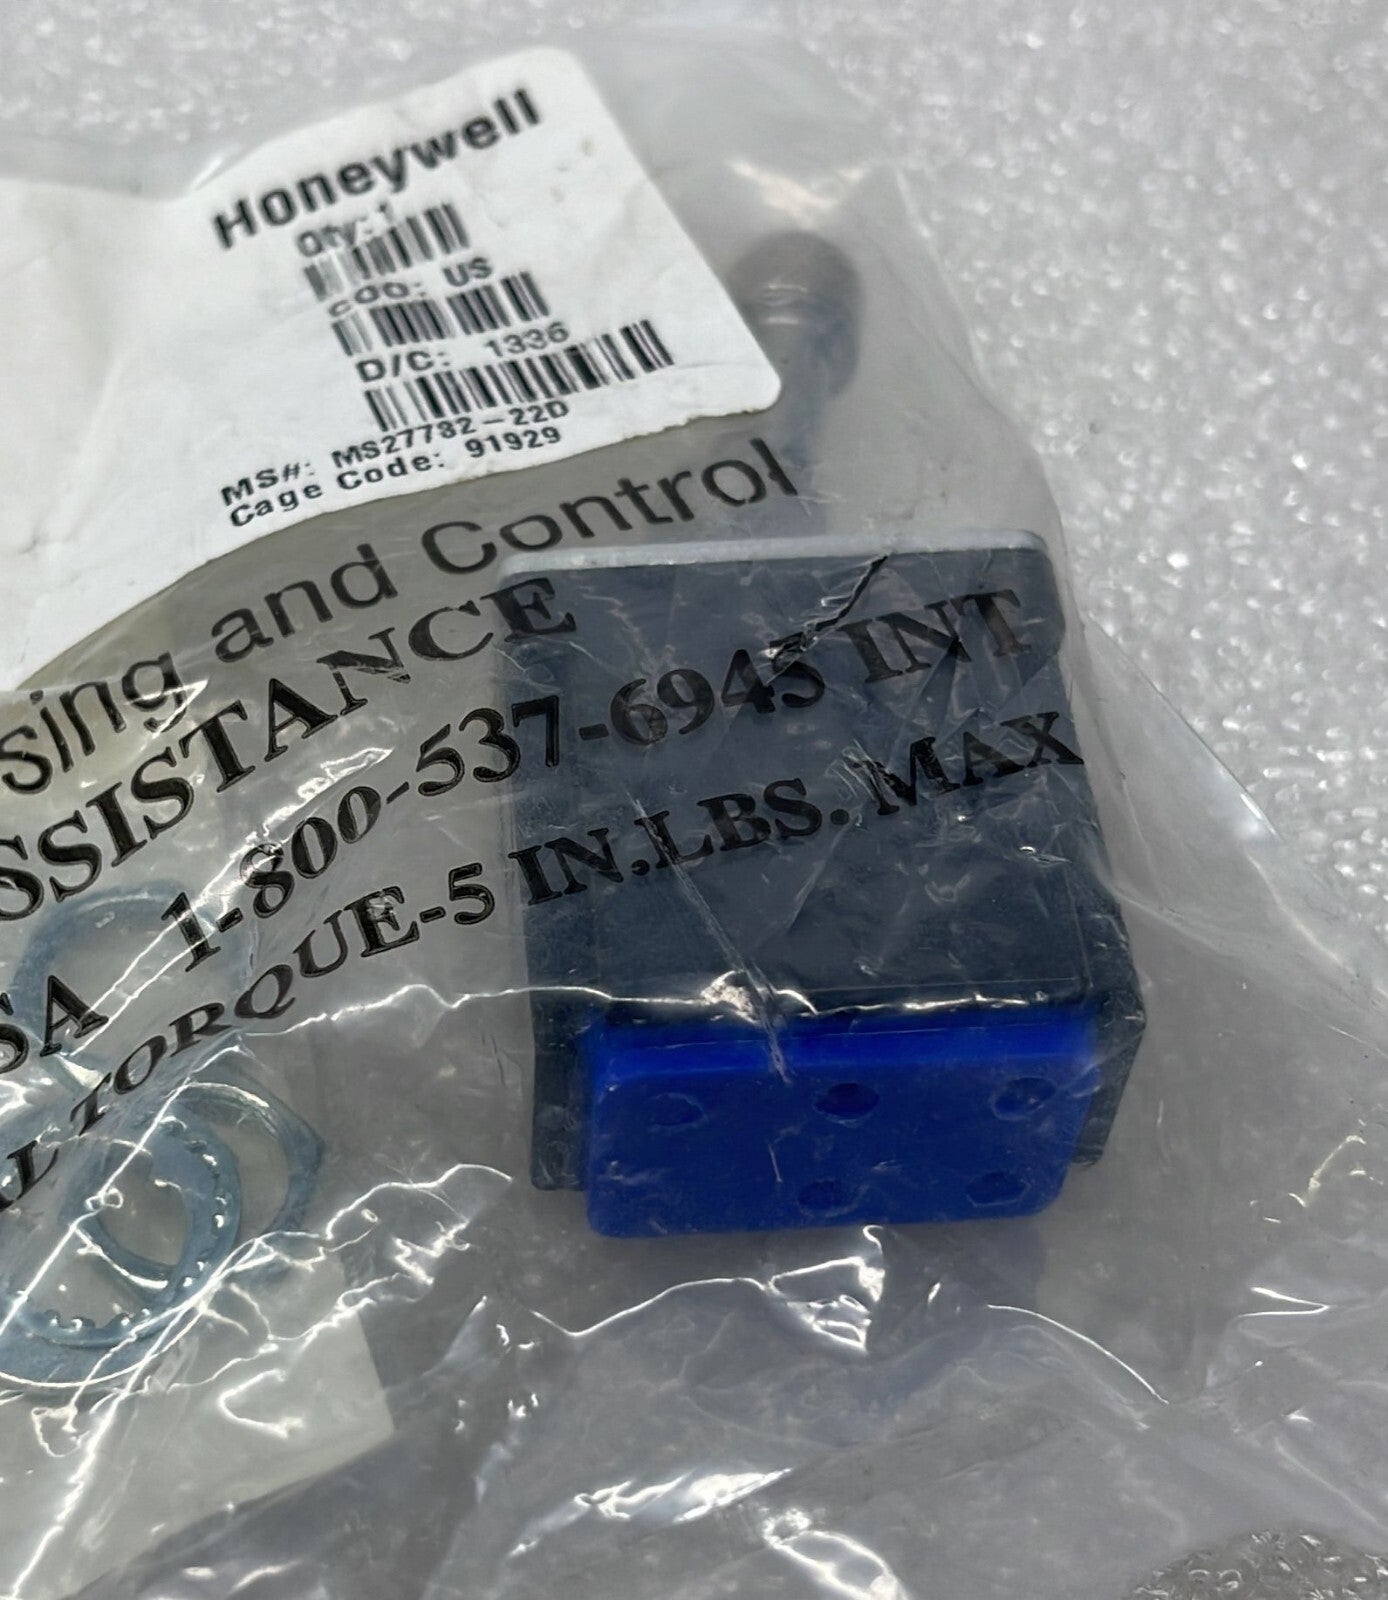 Honeywell
Qty: 1
COO: US
D/C: 1336
MS#: MS27782-22D
Cage Code: 91929
sing and Control
SSISTANCE
SA 1-800-537-6945 INT
AL TORQUE-5 IN.LBS. MAX